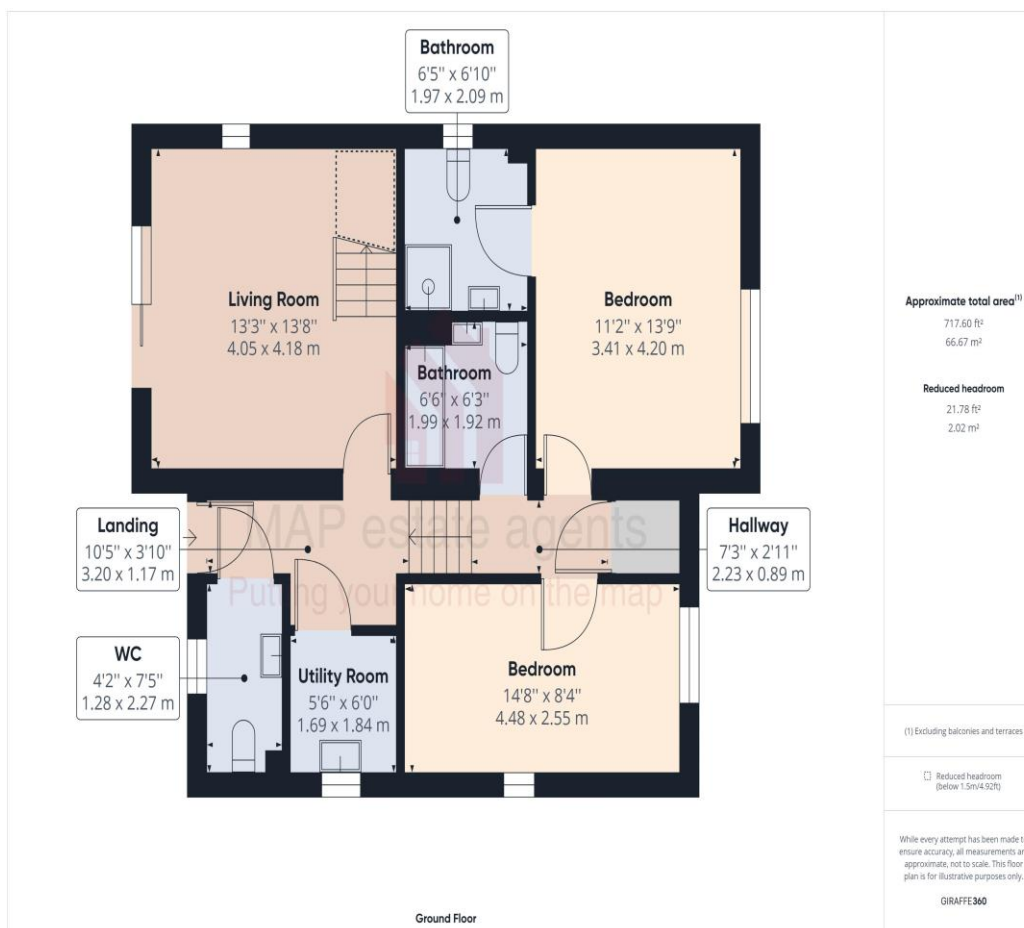 Bathroom
6'5" x 6'10"
1.97 x 2.09 m
Living Room
13'3" x 13'8"
4.05 x 4.18 m
Bedroom
11'2" x 13'9"
3.41 x 4.20 m
Bathroom
6'6" x 6'3"
1.99 x 1.92 m
Landing
10'5" x 3'10"
3.20 x 1.17 m
MAP estate agents
Putting your home on the map
Hallway
7'3" x 2'11"
2.23 x 0.89 m
WC
4'2" x 7'5"
1.28 x 2.27 m
Utility Room
5'6" x 6'0"
1.69 x 1.84 m
Bedroom
14'8" x 8'4"
4.48 x 2.55 m
Ground Floor
Approximate total area(1)
717.60 ft²
66.67 m²
Reduced headroom
21.78 ft²
2.02 m²
(1) Excluding balconies and terraces
Reduced headroom
(below 1.5m/4.92ft)
While every attempt has been made t
ensure accuracy, all measurements ar
approximate, not to scale. This floor
plan is for illustrative purposes only.
GIRAFFE360